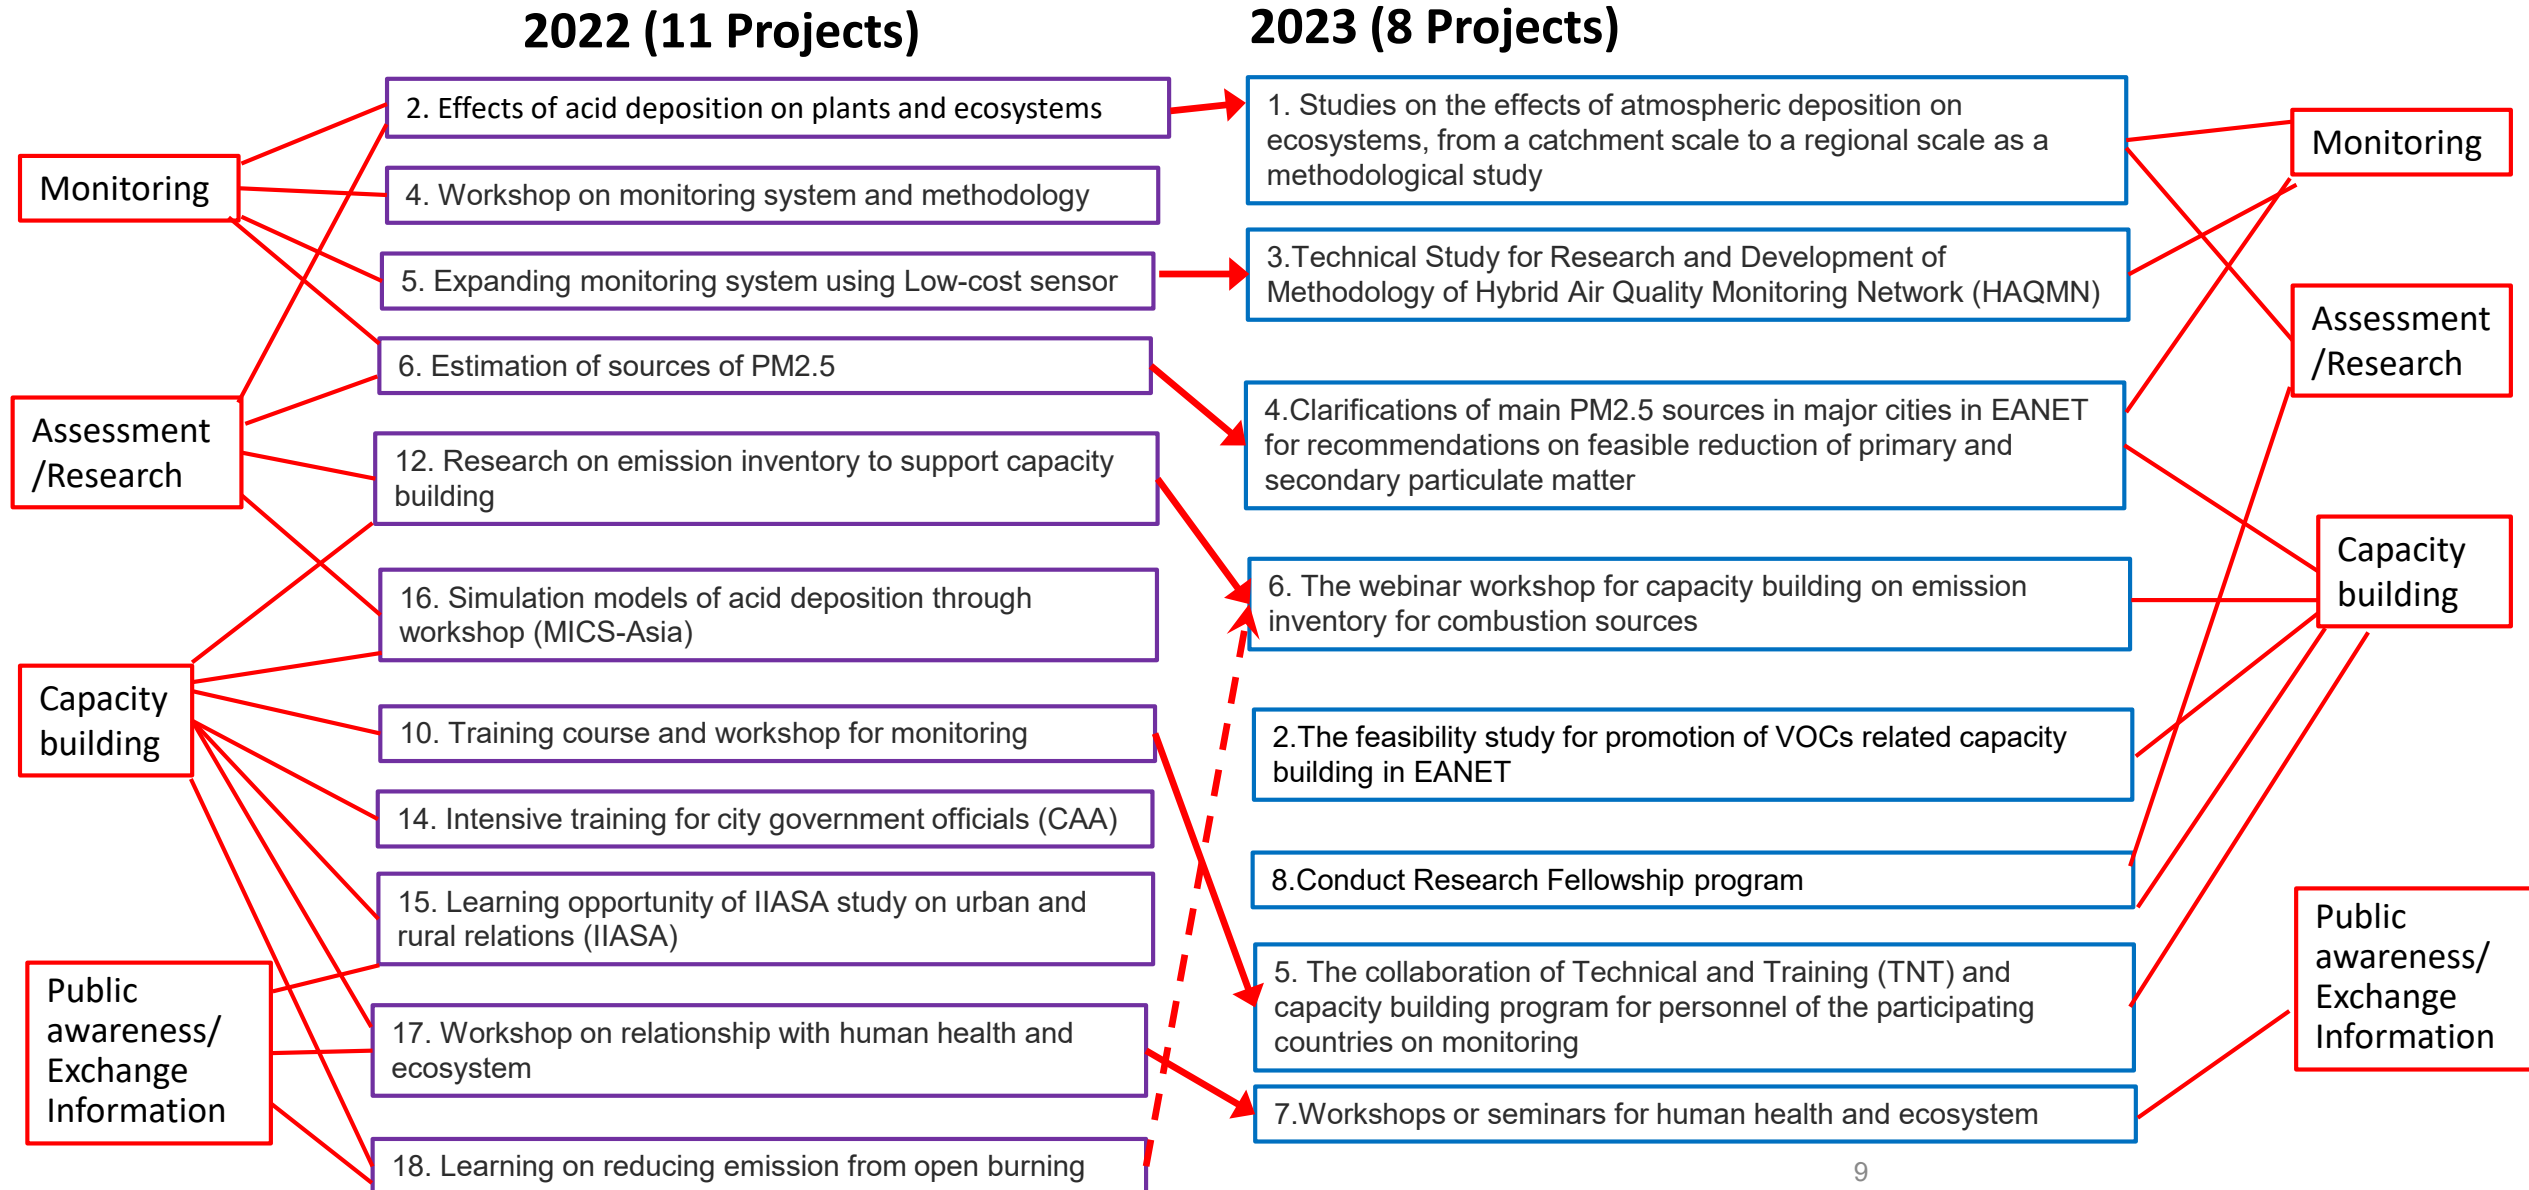 2022 (11 Projects)
2023 (8 Projects)
Monitoring
Assessment
/Research
Capacity
building
Public
awareness/
Exchange
Information
2. Effects of acid deposition on plants and ecosystems
4. Workshop on monitoring system and methodology
5. Expanding monitoring system using Low-cost sensor
6. Estimation of sources of PM2.5
12. Research on emission inventory to support capacity
building
16. Simulation models of acid deposition through
workshop (MICS-Asia)
10. Training course and workshop for monitoring
14. Intensive training for city government officials (CAA)
15. Learning opportunity of IIASA study on urban and
rural relations (IIASA)
17. Workshop on relationship with human health and
ecosystem
18. Learning on reducing emission from open burning
1. Studies on the effects of atmospheric deposition on
ecosystems, from a catchment scale to a regional scale as a
methodological study
3.Technical Study for Research and Development of
Methodology of Hybrid Air Quality Monitoring Network (HAQMN)
4.Clarifications of main PM2.5 sources in major cities in EANET
for recommendations on feasible reduction of primary and
secondary particulate matter
6. The webinar workshop for capacity building on emission
inventory for combustion sources
2.The feasibility study for promotion of VOCs related capacity
building in EANET
8.Conduct Research Fellowship program
5. The collaboration of Technical and Training (TNT) and
capacity building program for personnel of the participating
countries on monitoring
7.Workshops or seminars for human health and ecosystem
Monitoring
Assessment
/Research
Capacity
building
Public
awareness/
Exchange
Information
9